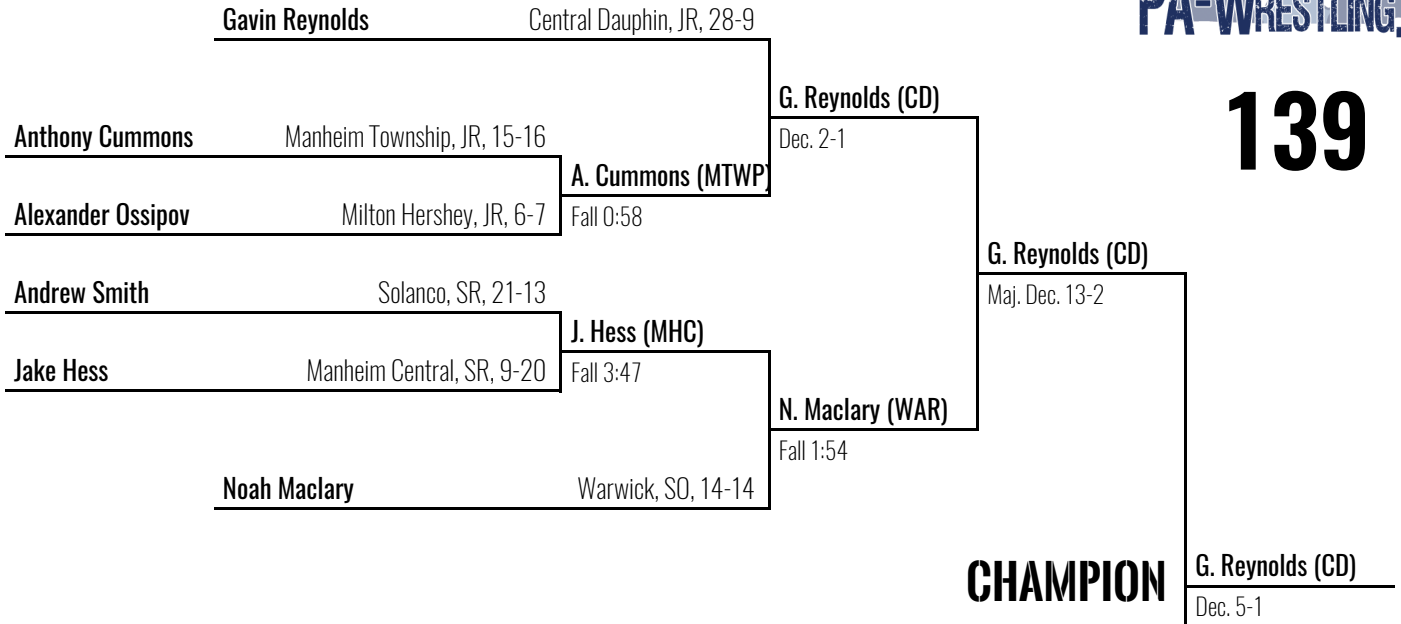 PA-WRESTLING.
139
Gavin Reynolds Central Dauphin, JR, 28-9
G. Reynolds (CD)
Dec. 2-1
Anthony Cummons Manheim Township, JR, 15-16
A. Cummons (MTWP)
Fall 0:58
Alexander Ossipov Milton Hershey, JR, 6-7
G. Reynolds (CD)
Maj. Dec. 13-2
Andrew Smith Solanco, SR, 21-13
J. Hess (MHC)
Fall 3:47
Jake Hess Manheim Central, SR, 9-20
N. Maclary (WAR)
Fall 1:54
Noah Maclary Warwick, SO, 14-14
CHAMPION
G. Reynolds (CD)
Dec. 5-1